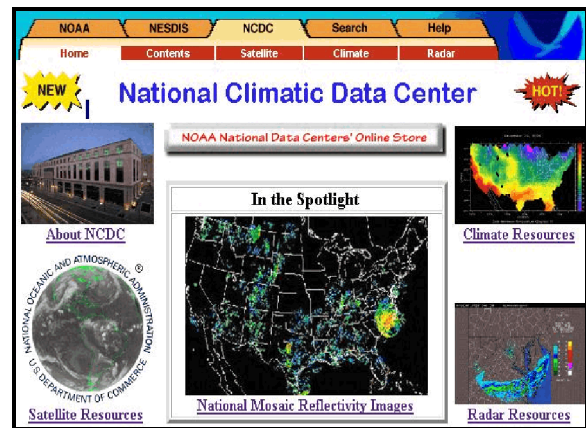 NOAA NESDIS NCDC Search Help
Home Contents Satellite Climate Radar
NEW
National Climatic Data Center
HOT!
NOAA National Data Centers' Online Store
In the Spotlight
About NCDC
Climate Resources
NATIONAL OCEANIC AND ATMOSPHERIC ADMINISTRATION
®
U.S. DEPARTMENT OF COMMERCE
Satellite Resources
National Mosaic Reflectivity Images
Radar Resources